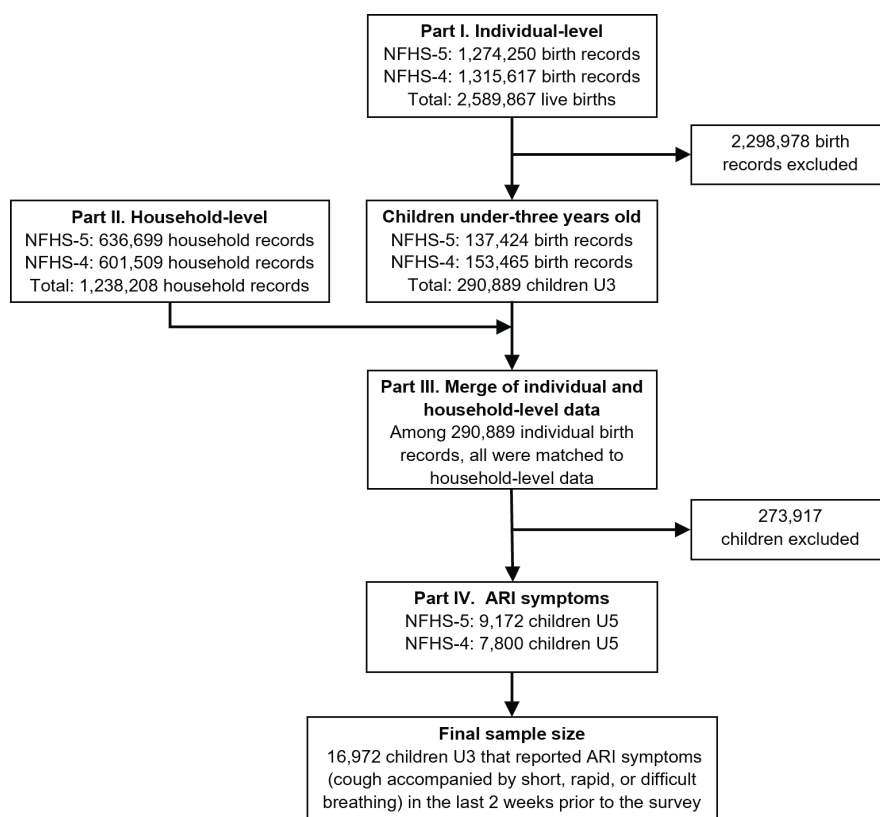 Part I. Individual-level
NFHS-5: 1,274,250 birth records
NFHS-4: 1,315,617 birth records
Total: 2,589,867 live births
2,298,978 birth
records excluded
Part II. Household-level
NFHS-5: 636,699 household records
NFHS-4: 601,509 household records
Total: 1,238,208 household records
Children under-three years old
NFHS-5: 137,424 birth records
NFHS-4: 153,465 birth records
Total: 290,889 children U3
Part III. Merge of individual and
household-level data
Among 290,889 individual birth
records, all were matched to
household-level data
273,917
children excluded
Part IV.  ARI symptoms
NFHS-5: 9,172 children U5
NFHS-4: 7,800 children U5
Final sample size
16,972 children U3 that reported ARI symptoms
(cough accompanied by short, rapid, or difficult
breathing) in the last 2 weeks prior to the survey